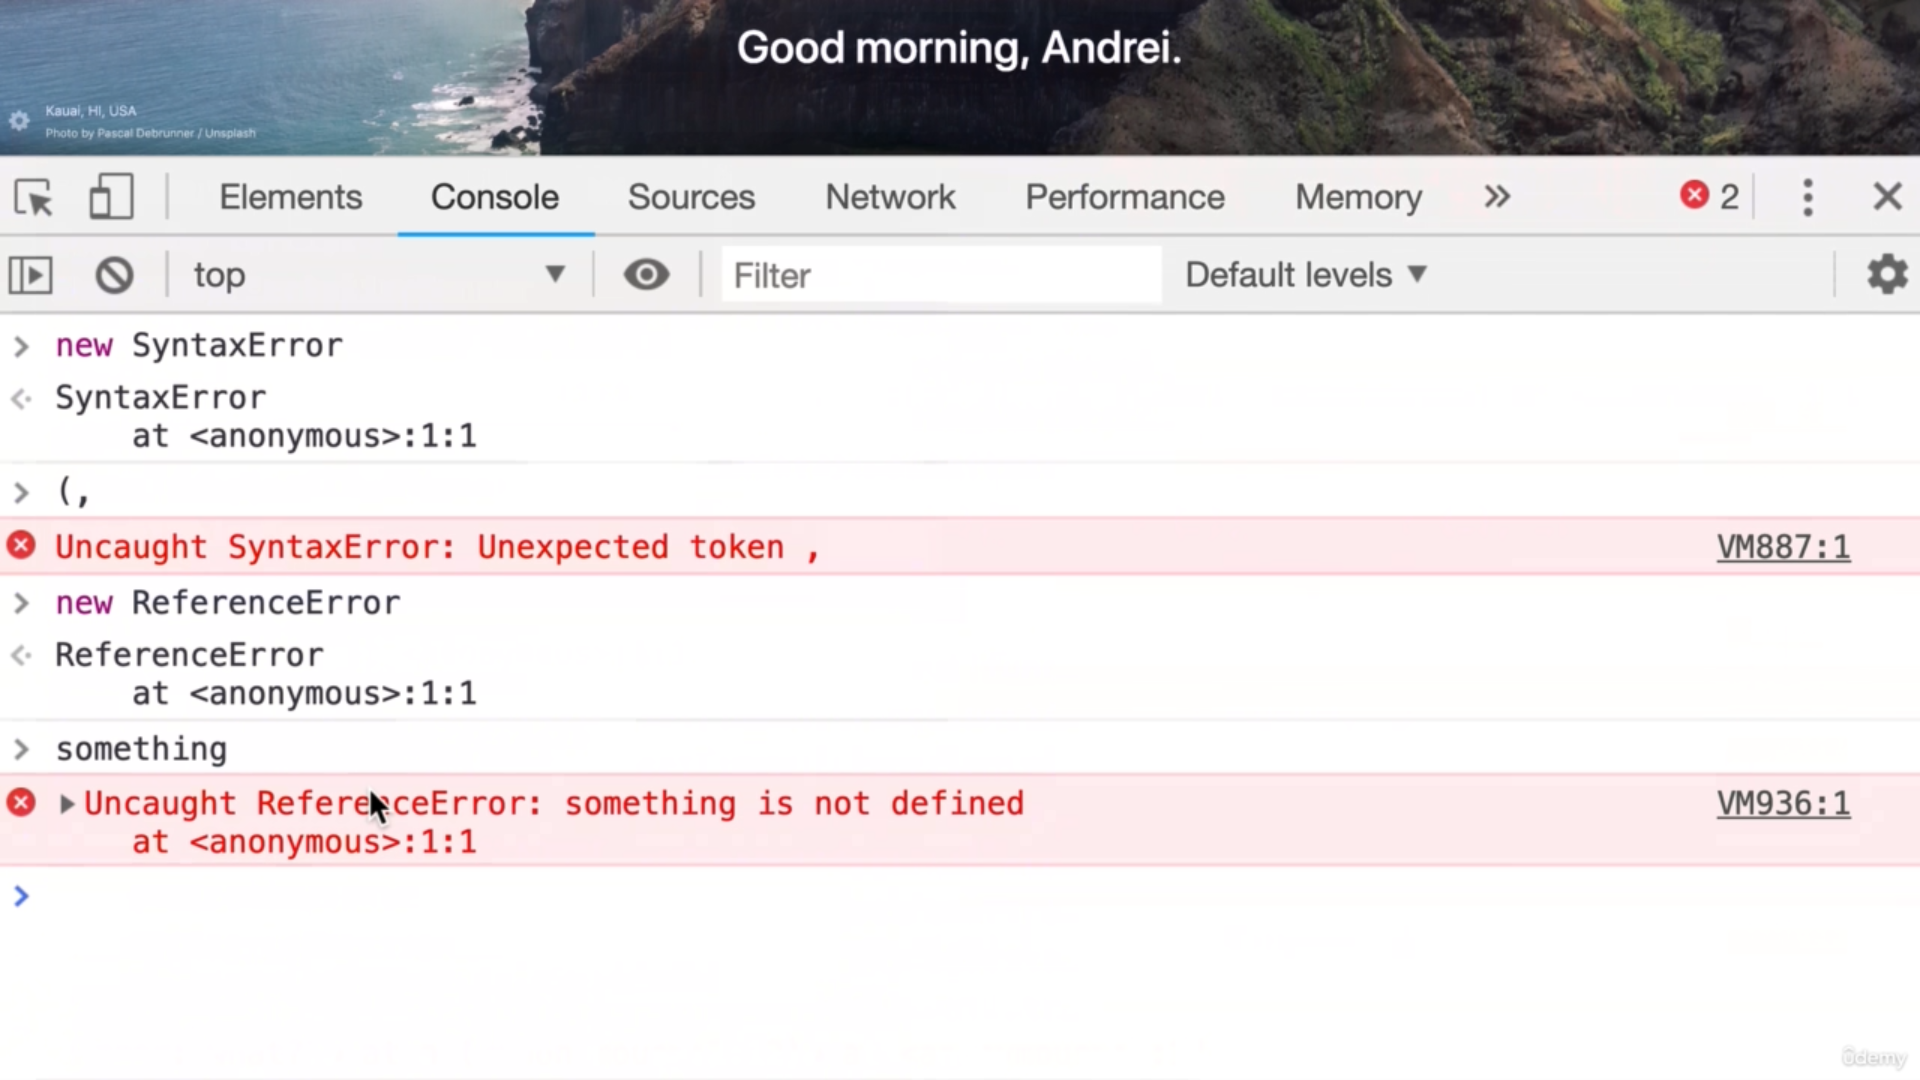 Good morning, Andrei.
Kauai, HI, USA
Photo by Pascal Debrunner / Unsplash
Elements Console Sources Network Performance Memory » 2
top Filter Default levels
> new SyntaxError
SyntaxError
at <anonymous>:1:1
> (,
Uncaught SyntaxError: Unexpected token , VM887:1
> new ReferenceError
ReferenceError
at <anonymous>:1:1
> something
Uncaught ReferenceError: something is not defined VM936:1
at <anonymous>:1:1
>
ûdemy